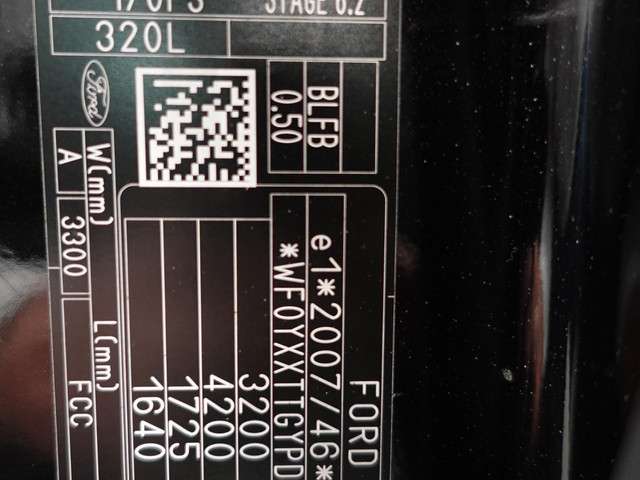 170PS STAGE 6.2
320L
Ford
BLFB
0.50
W(mm)
A 3300
L(mm)
FCC
FORD
e1*2007/46*
*WF0YXXTTGYPD
3200
4200
1725
1640